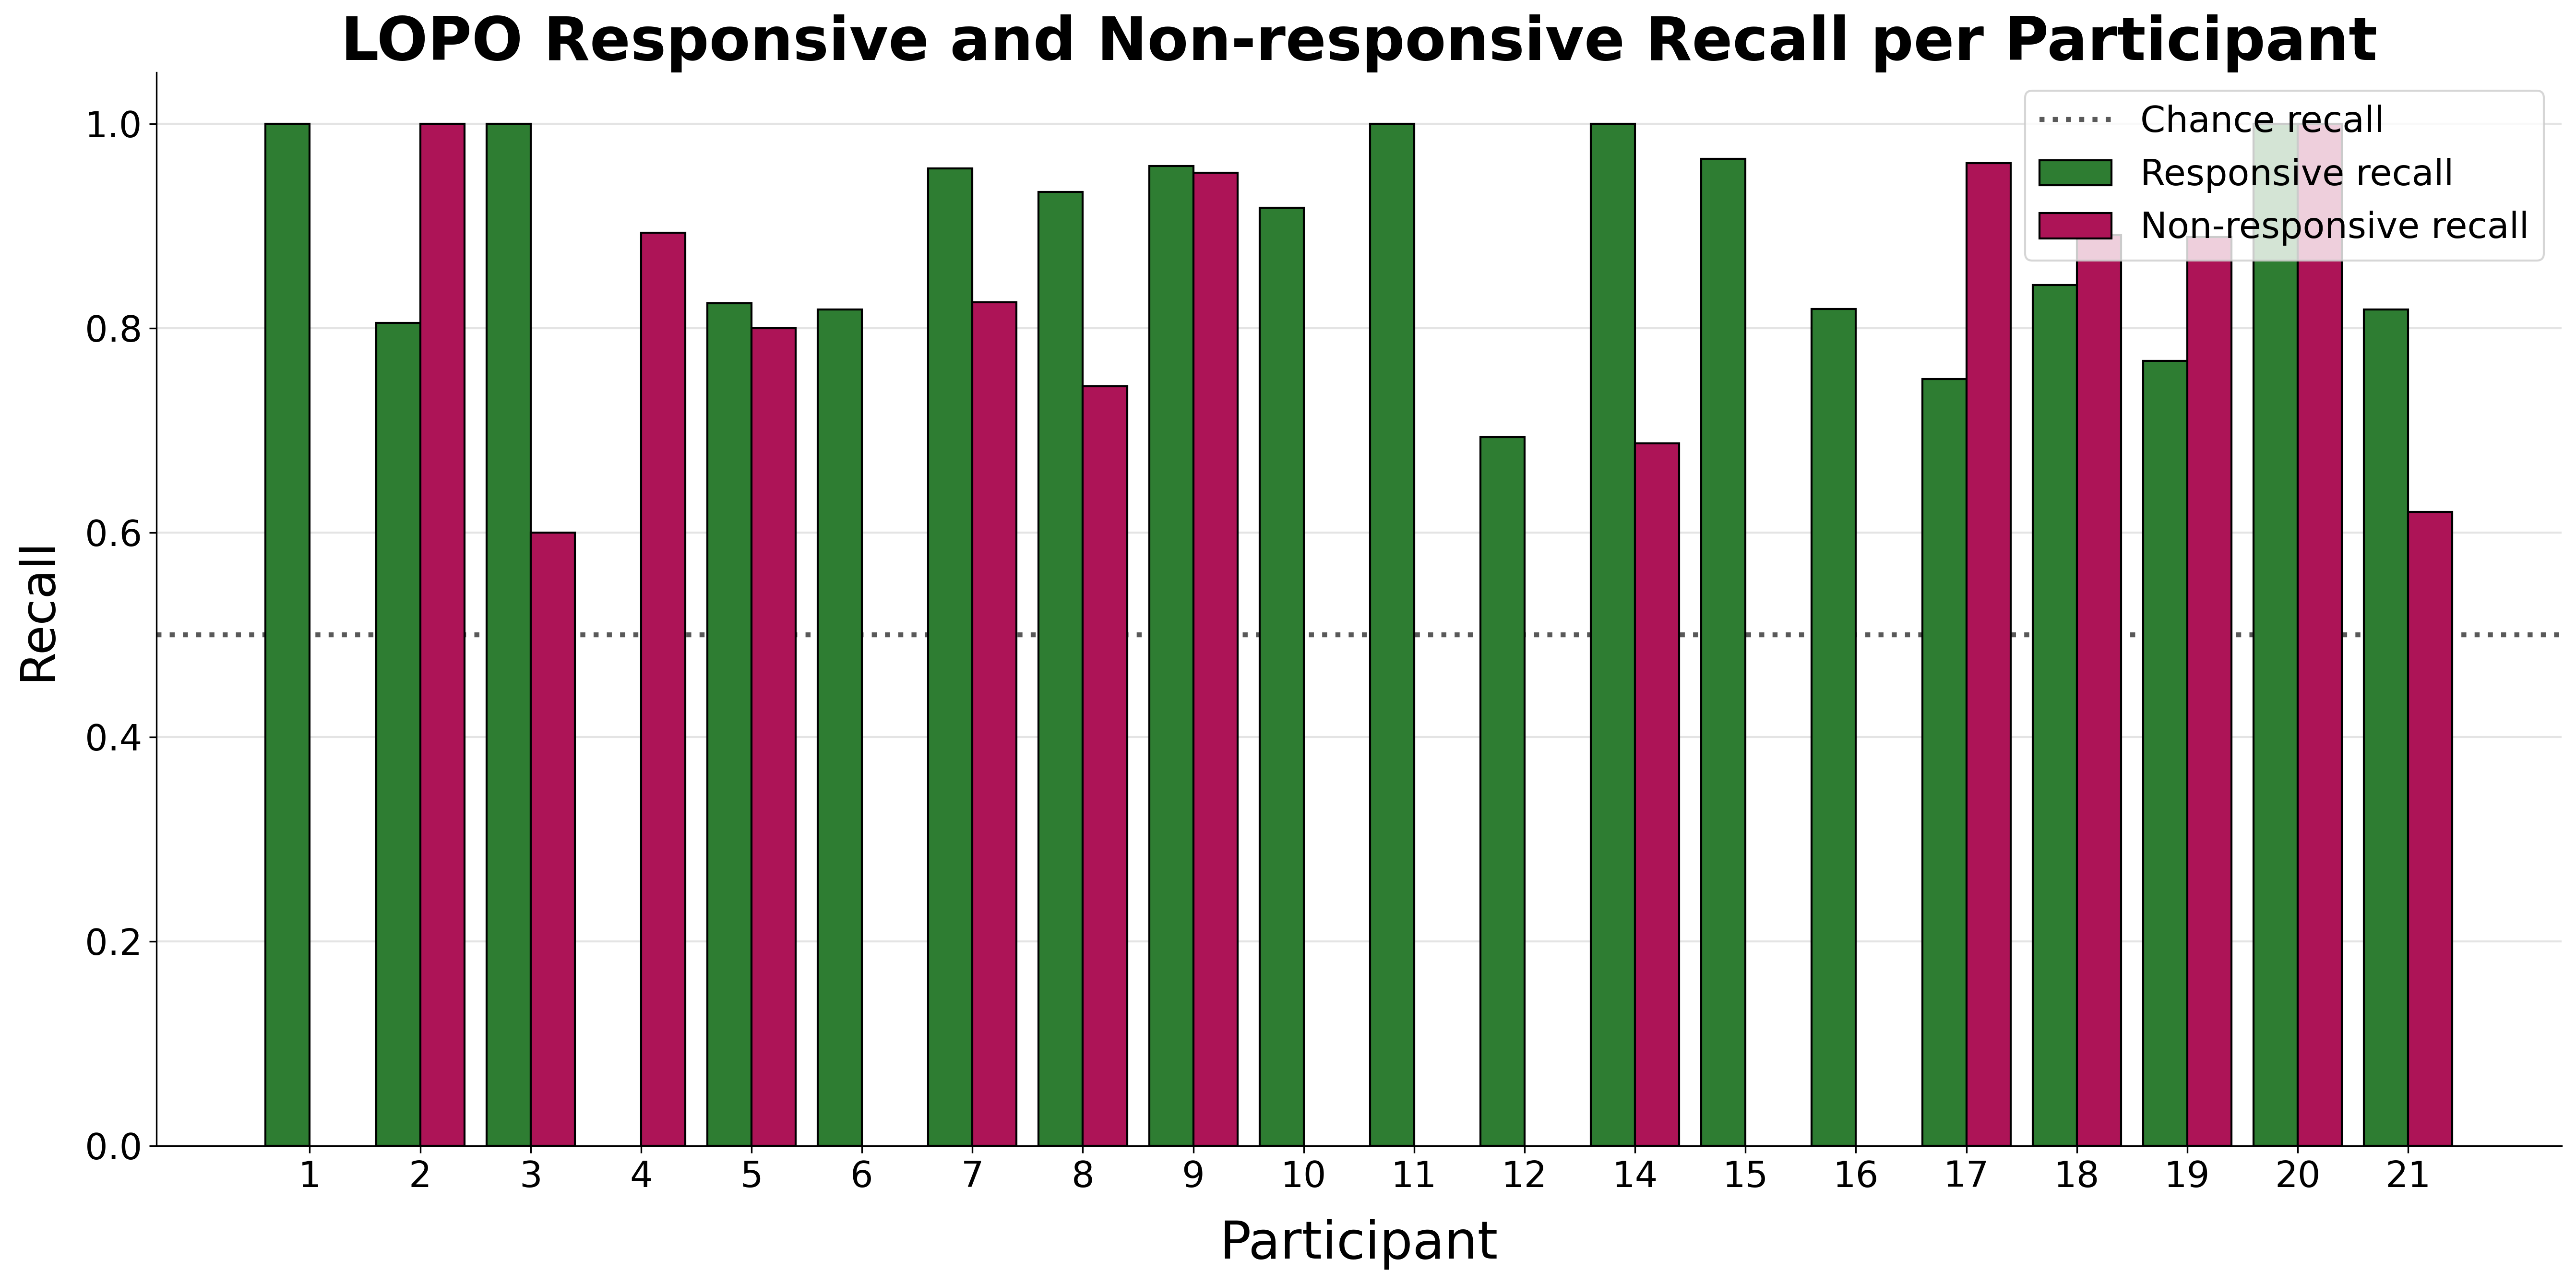 LOPO Responsive and Non-responsive Recall per Participant
Chance recall
Responsive recall
Non-responsive recall
1.0
0.8
0.6
0.4
0.2
0.0
Recall
1 2 3 4 5 6 7 8 9 10 11 12 14 15 16 17 18 19 20 21
Participant